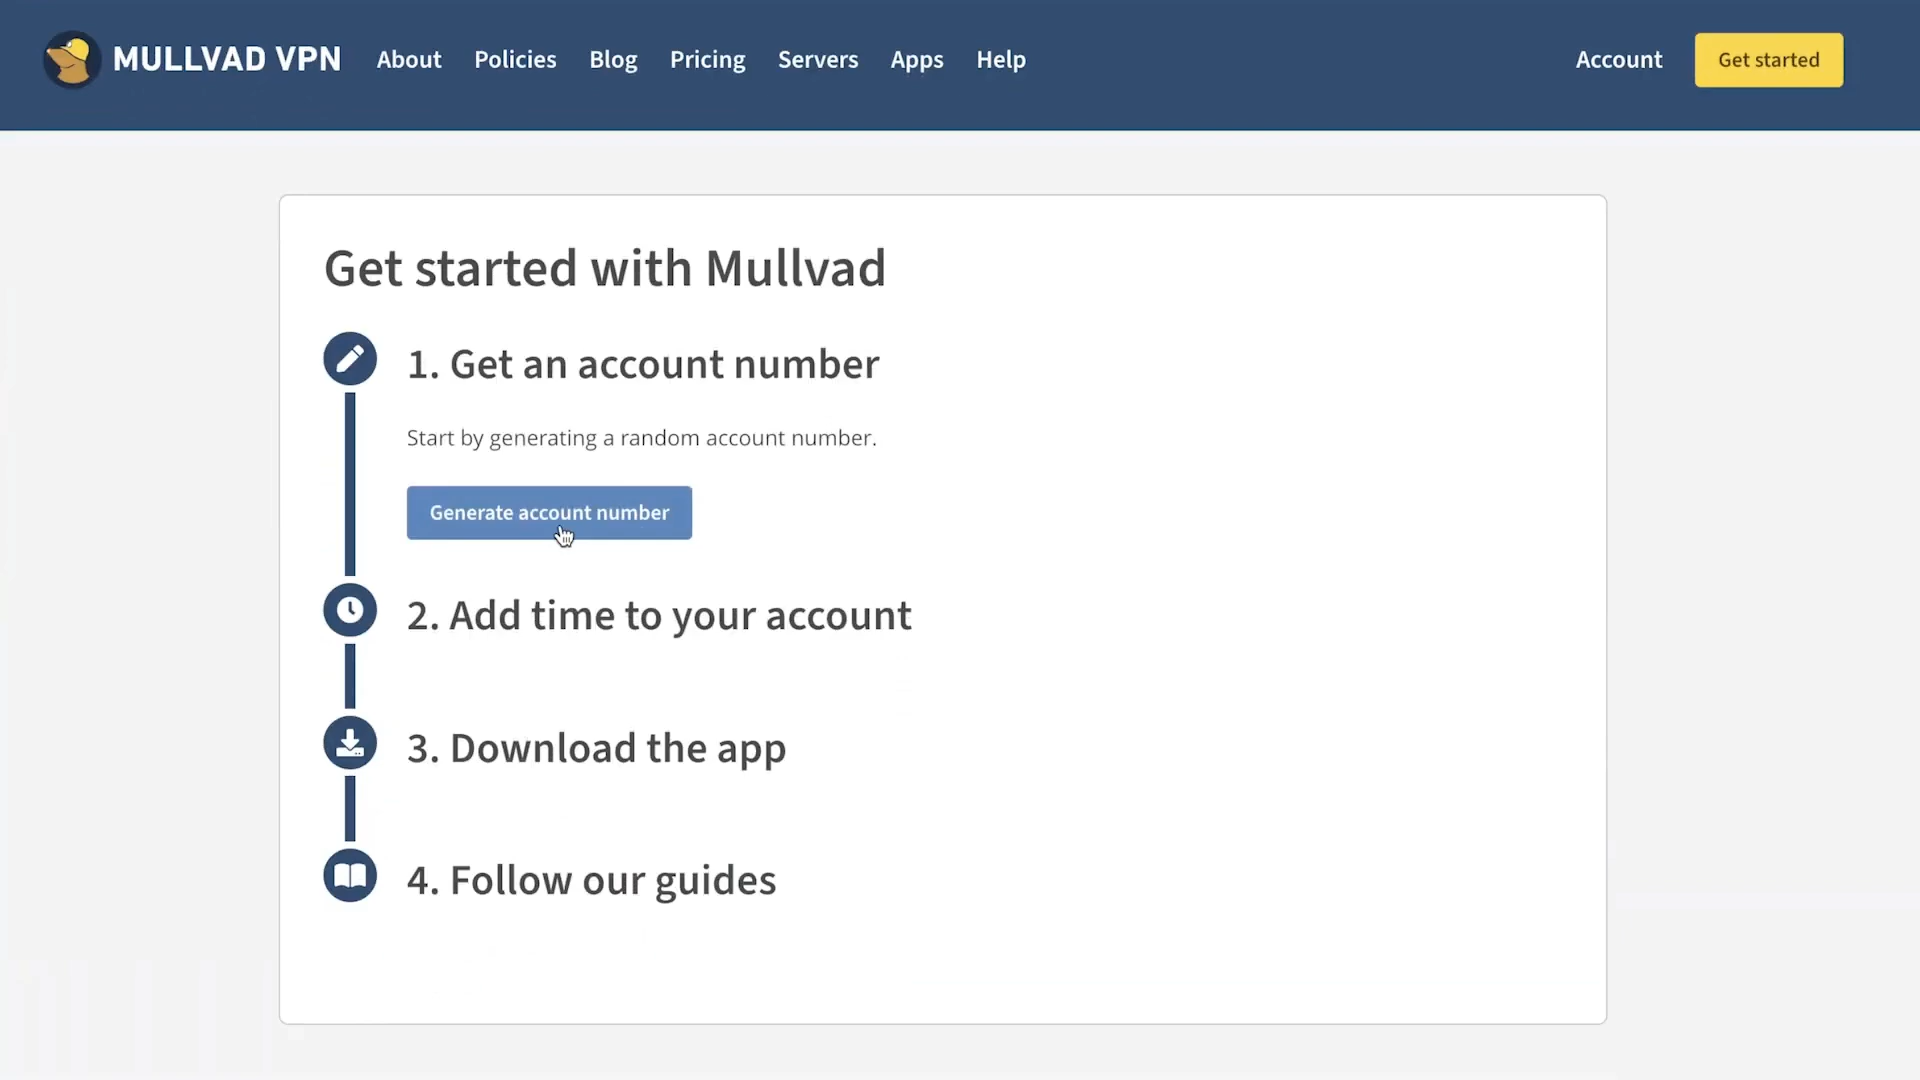 MULLVAD VPN About Policies Blog Pricing Servers Apps Help Account Get started
Get started with Mullvad
1. Get an account number
Start by generating a random account number.
Generate account number
2. Add time to your account
3. Download the app
4. Follow our guides